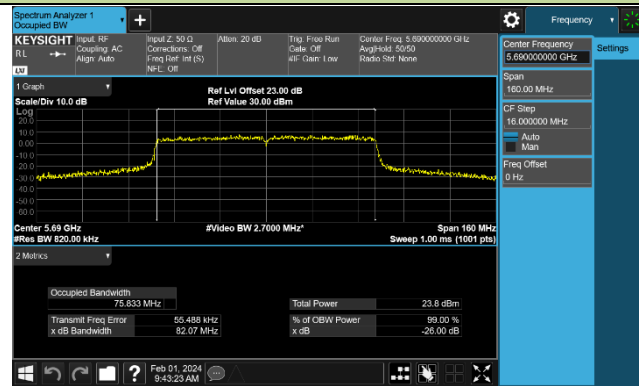 Spectrum Analyzer 1
Occupied BW
Frequency
KEYSIGHT
RL
LXI
Input: RF
Coupling: AC
Align: Auto
Input Z: 50 Ω
Corrections: Off
Freq Ref: Int (S)
NFE: Off
Atten: 20 dB
Trig: Free Run
Gate: Off
#IF Gain: Low
Center Freq: 5.690000000 GHz
Avg|Hold: 50/50
Radio Std: None
Center Frequency
5.690000000 GHz
Settings
Span
160.00 MHz
CF Step
16.000000 MHz
Auto
Man
Freq Offset
0 Hz
1 Graph
Scale/Div 10.0 dB
Ref Lvl Offset 23.00 dB
Ref Value 30.00 dBm
Log
20.0
10.0
0.00
-10.0
-20.0
-30.0
-40.0
-50.0
-60.0
Center 5.69 GHz
#Res BW 820.00 kHz
#Video BW 2.7000 MHz*
Span 160 MHz
Sweep 1.00 ms (1001 pts)
2 Metrics
Occupied Bandwidth
75.833 MHz
Total Power
23.8 dBm
Transmit Freq Error
55.488 kHz
% of OBW Power
99.00 %
x dB Bandwidth
82.07 MHz
x dB
-26.00 dB
?
Feb 01, 2024
9:43:23 AM